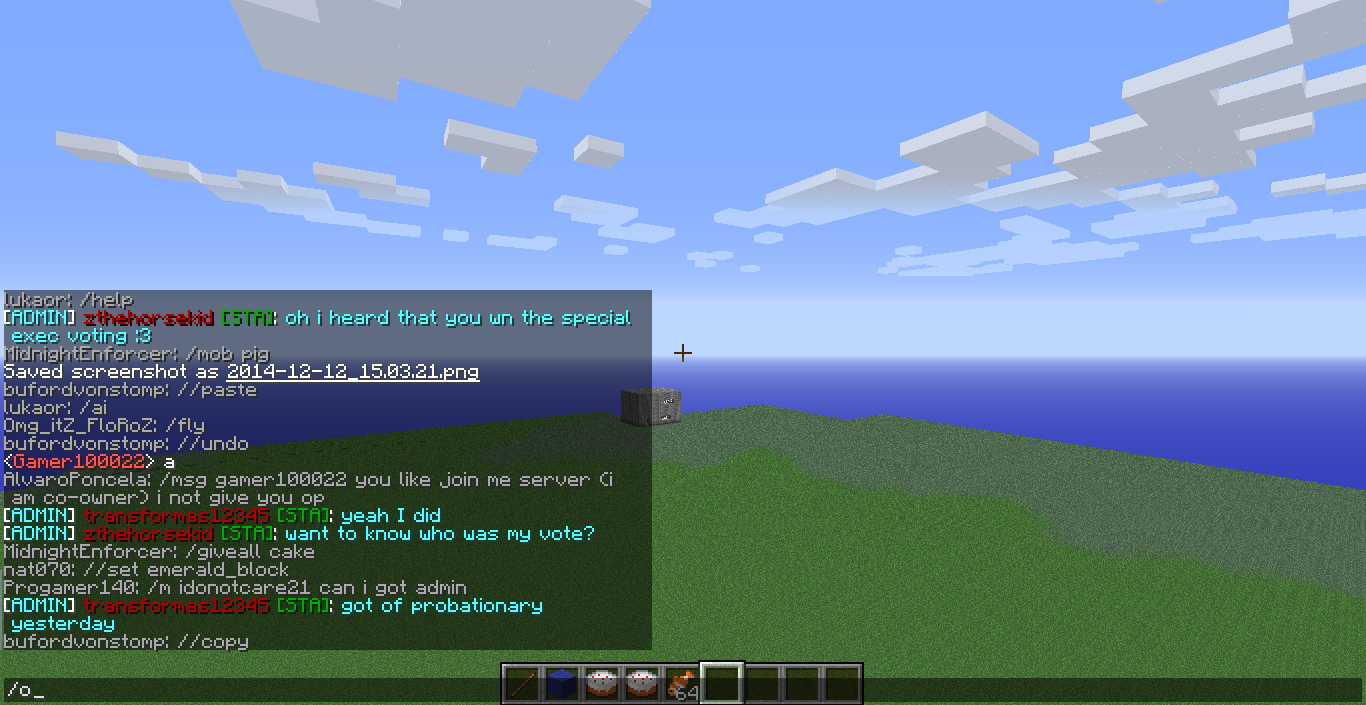 lukaor: /help
[ADMIN] zthehorsekid [STA]: oh i heard that you wn the special
exec voting :3
MidnightEnforcer: /mob pig
Saved screenshot as 2014-12-12_15.03.21.png
bufordvonstomp: //paste
lukaor: /ai
Omg_itZ_FloRoZ: /fly
bufordvonstomp: //undo
<Gamer100022> a
AlvaroPoncela: /msg gamer100022 you like join me server (i
am co-owner) i not give you op
[ADMIN] transformas12345 [STA]: yeah I did
[ADMIN] zthehorsekid [STA]: want to know who was my vote?
MidnightEnforcer: /giveall cake
nat070: //set emerald_block
Progamer140: /m idonotcare21 can i got admin
[ADMIN] transformas12345 [STA]: got of probationary
yesterday
bufordvonstomp: //copy
64
/o_